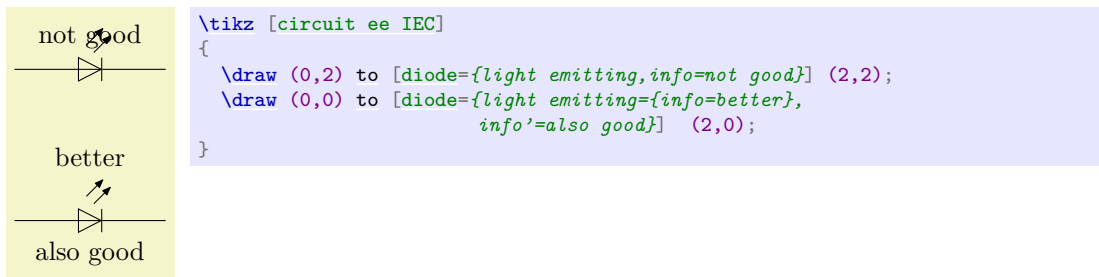 not good
better
also good
\tikz [circuit ee IEC]
{
  \draw (0,2) to [diode={light emitting,info=not good}] (2,2);
  \draw (0,0) to [diode={light emitting={info=better},
                         info’=also good}]  (2,0);
}